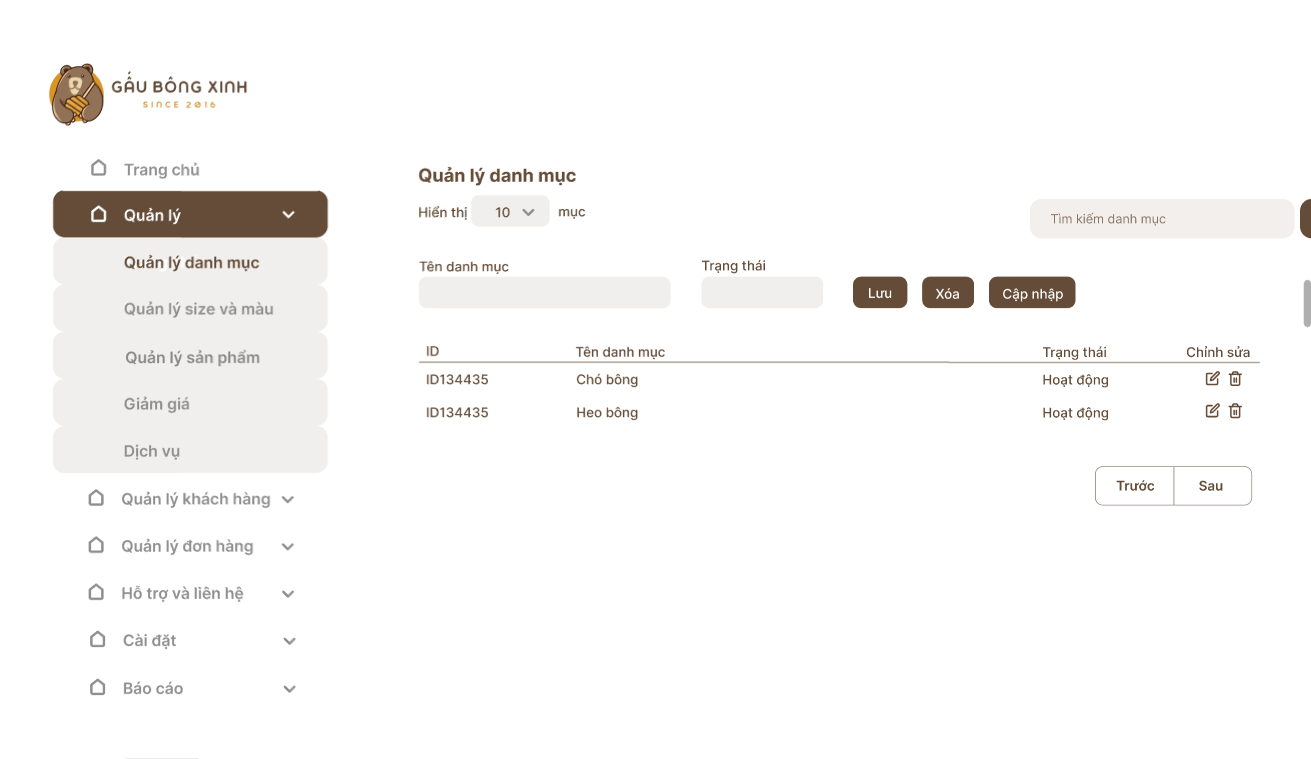 GẤU BÔNG XINH
SINCE 2016
Trang chủ
Quản lý
Quản lý danh mục
Quản lý size và màu
Quản lý sản phẩm
Giảm giá
Dịch vụ
Quản lý khách hàng
Quản lý đơn hàng
Hỗ trợ và liên hệ
Cài đặt
Báo cáo
Quản lý danh mục
Hiển thị 10 mục
Tìm kiếm danh mục
Tên danh mục Trạng thái
Lưu Xóa Cập nhập
ID Tên danh mục Trạng thái Chỉnh sửa
ID134435 Chó bông Hoạt động
ID134435 Heo bông Hoạt động
Trước Sau